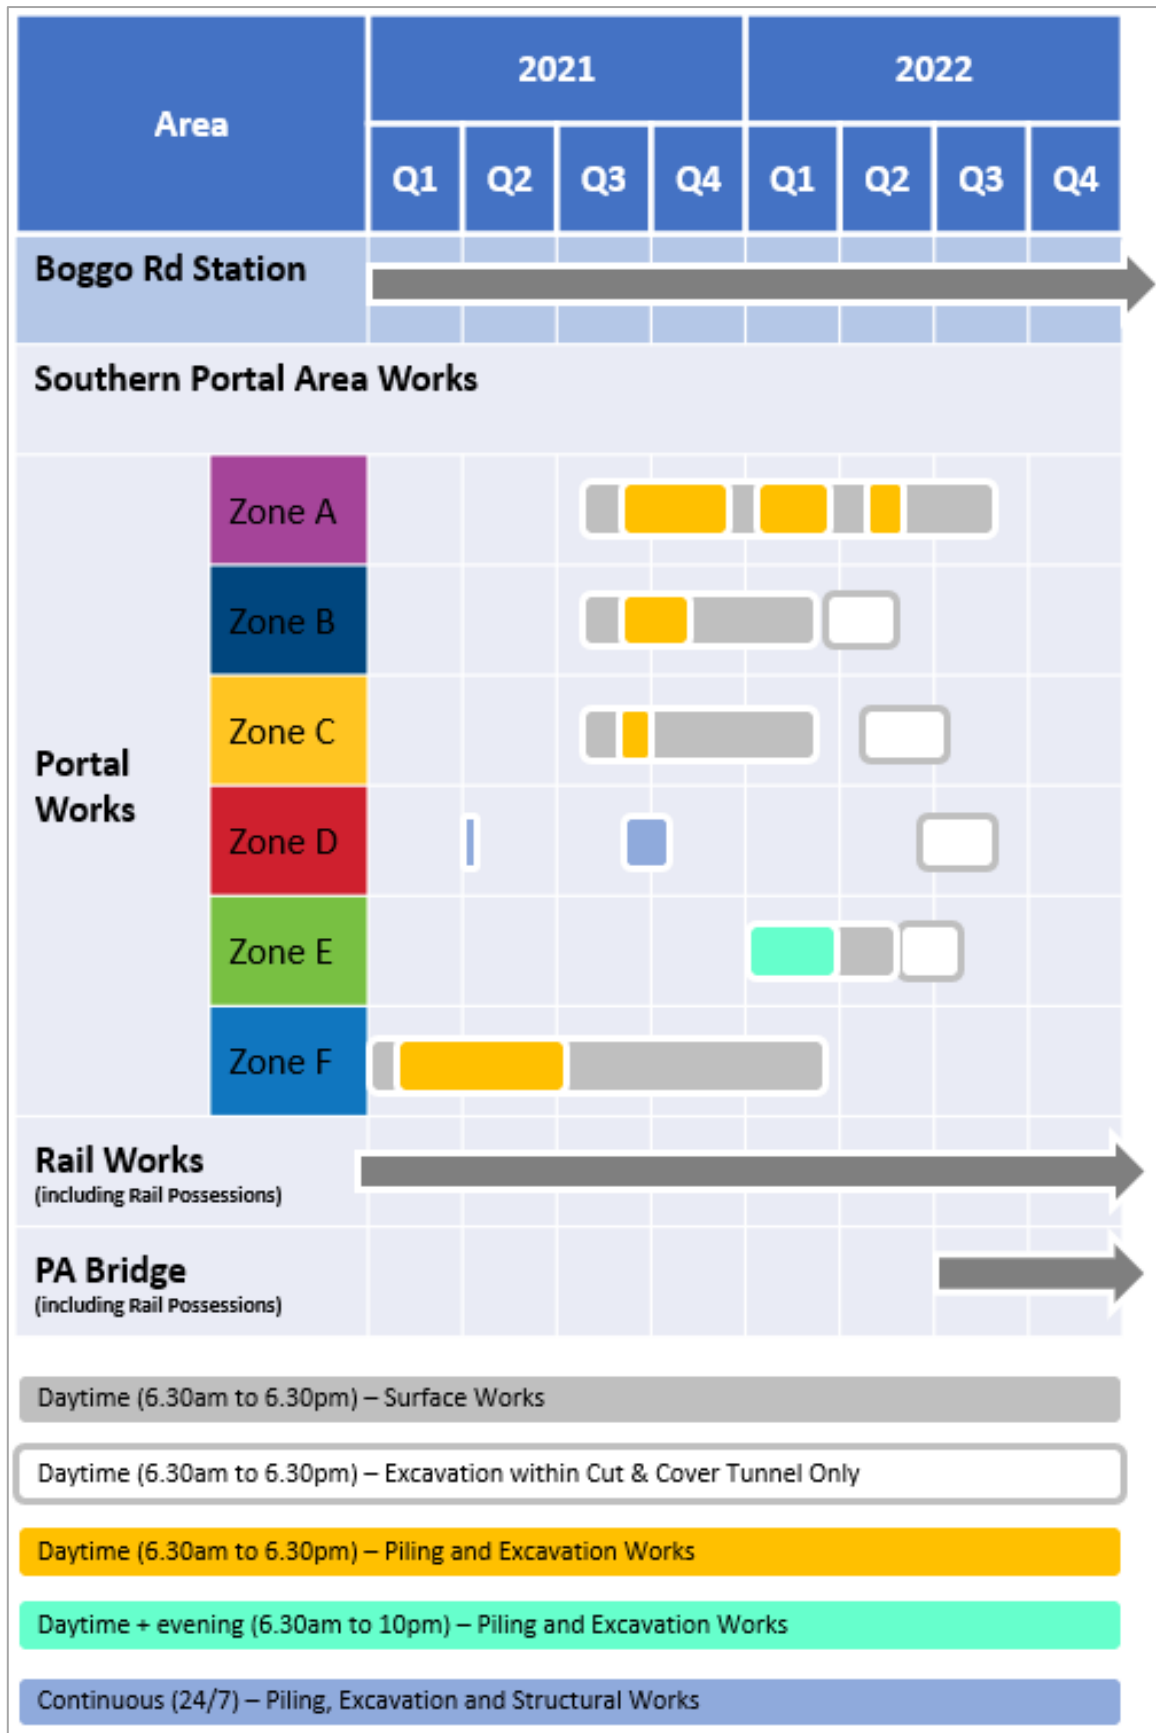 Area
2021
2022
Q1 Q2 Q3 Q4 Q1 Q2 Q3 Q4
Boggo Rd Station
Southern Portal Area Works
Portal
Works
Zone A
Zone B
Zone C
Zone D
Zone E
Zone F
Rail Works
(including Rail Possessions)
PA Bridge
(including Rail Possessions)
Daytime (6.30am to 6.30pm) – Surface Works
Daytime (6.30am to 6.30pm) – Excavation within Cut & Cover Tunnel Only
Daytime (6.30am to 6.30pm) – Piling and Excavation Works
Daytime + evening (6.30am to 10pm) – Piling and Excavation Works
Continuous (24/7) – Piling, Excavation and Structural Works